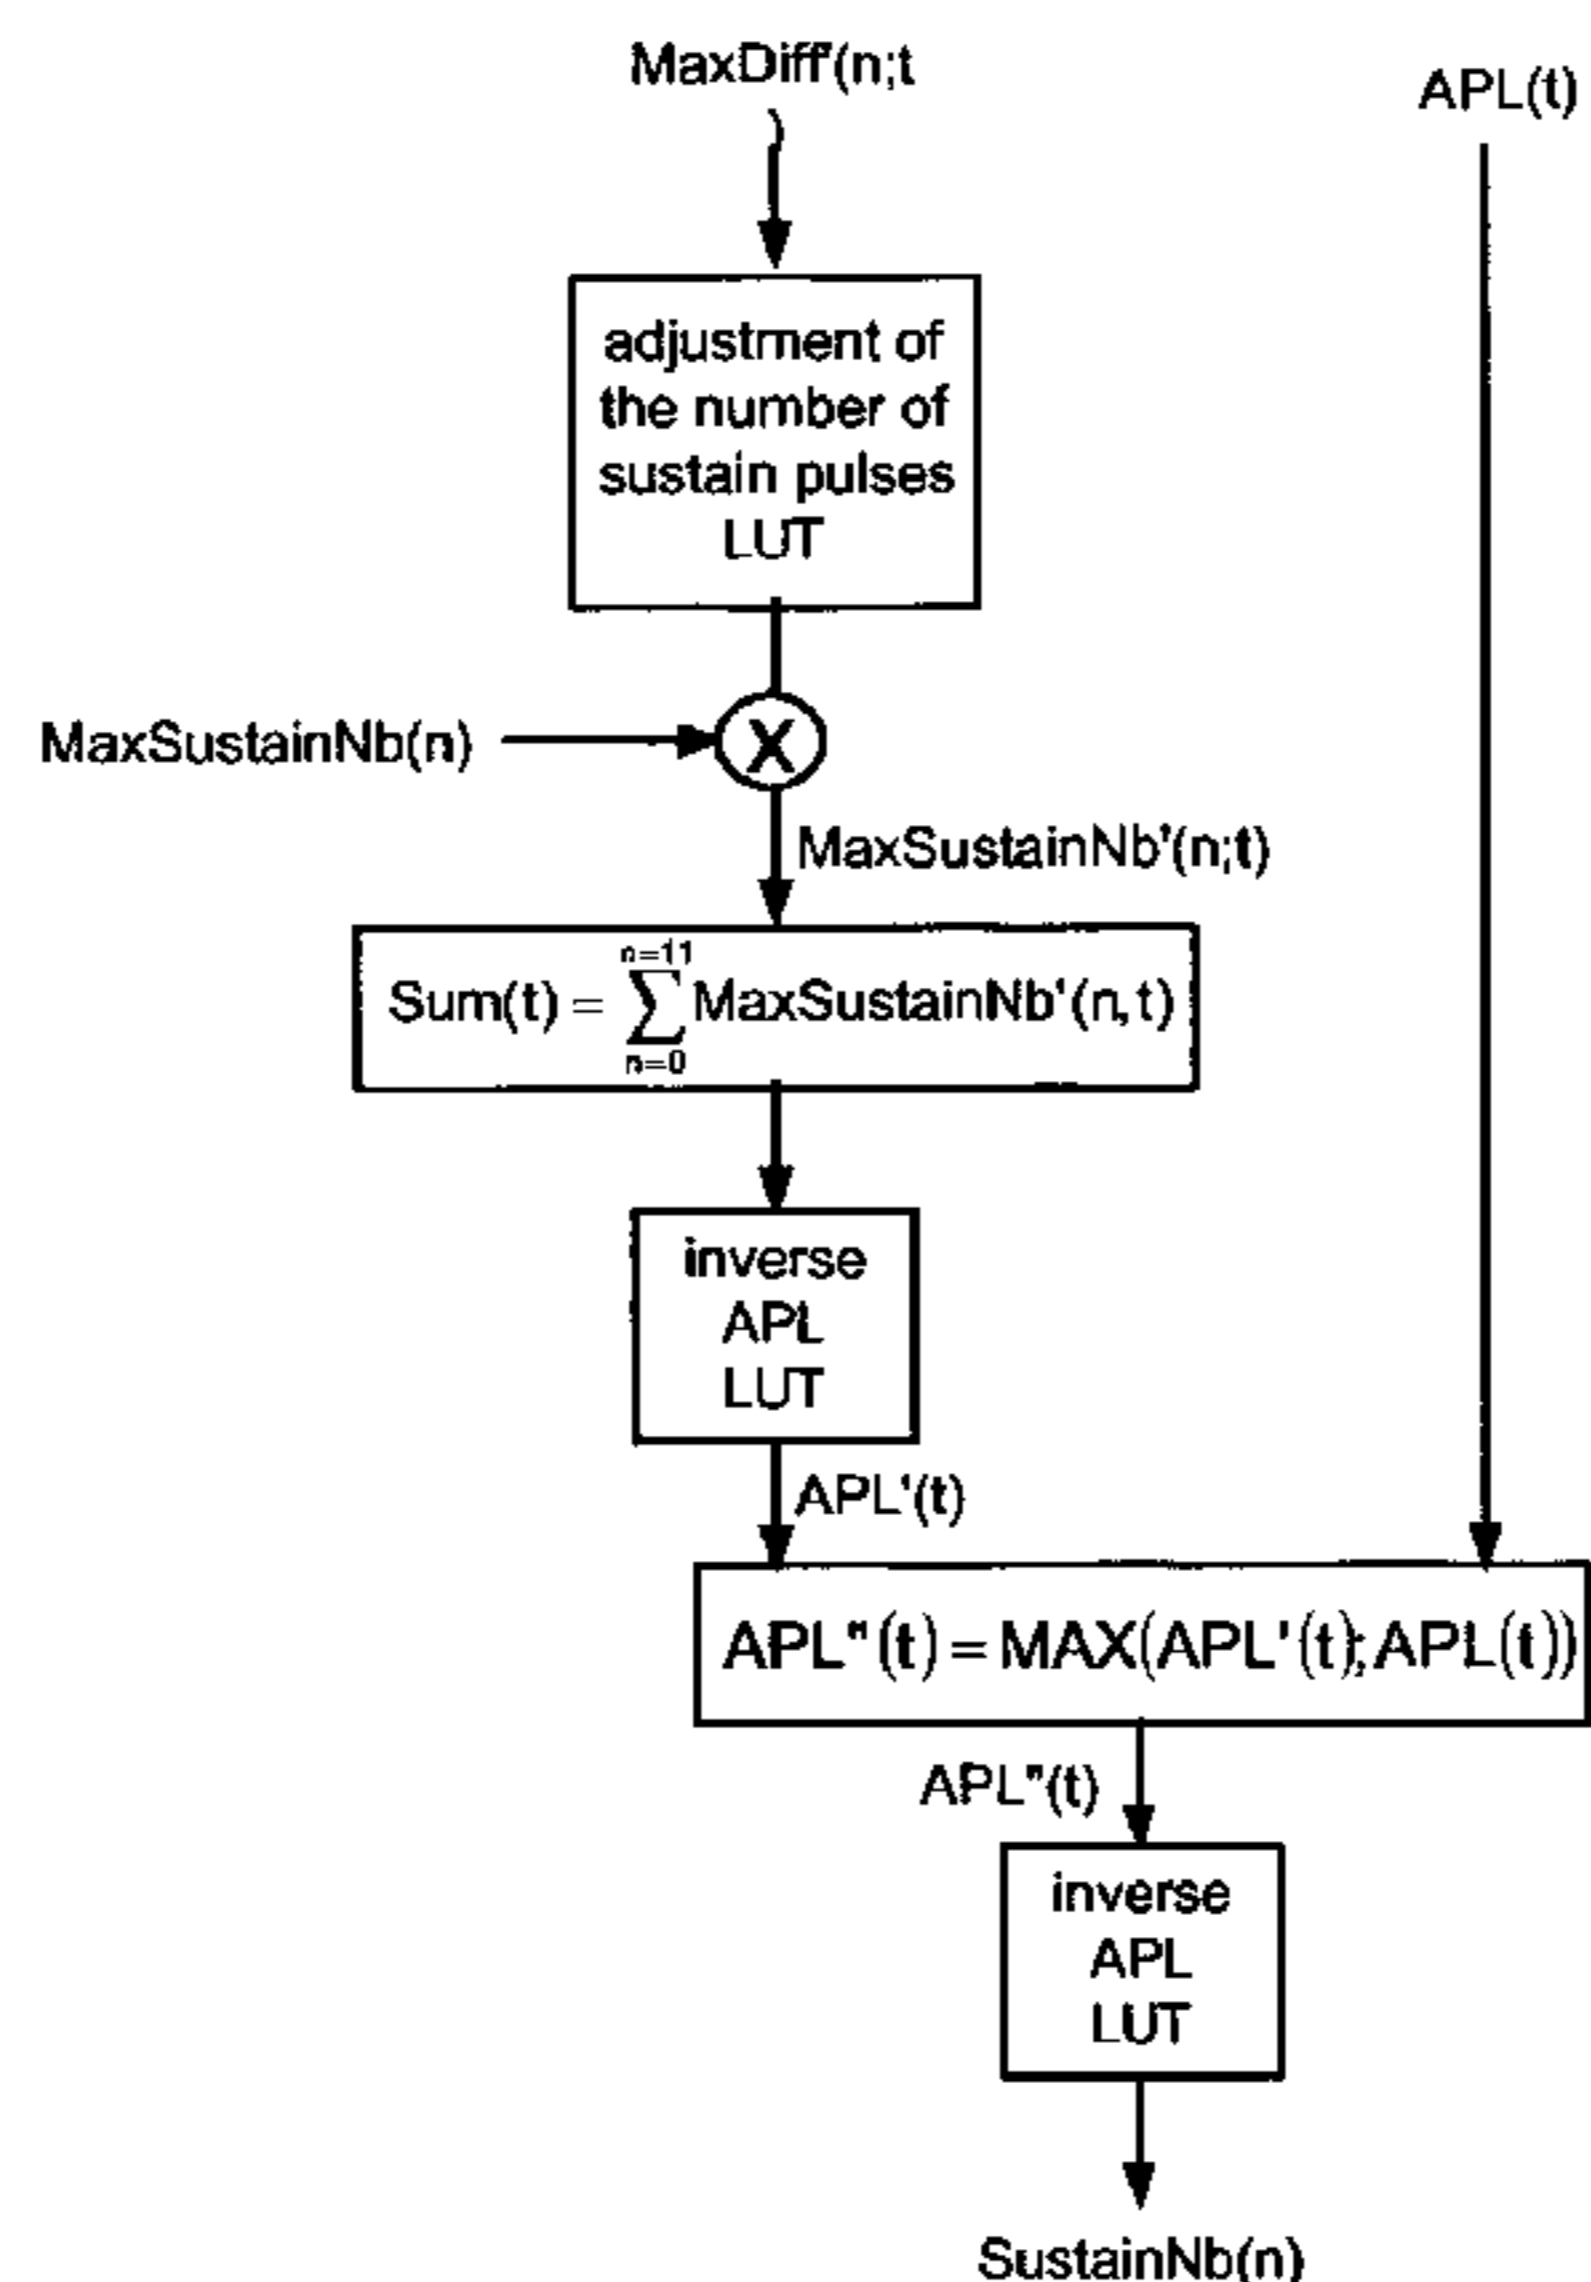 MaxDiff'(n;t
)
APL(t)
adjustment of
the number of
sustain pulses
LUT
MaxSustainNb(n)
X
MaxSustainNb'(n;t)
n=11
Sum(t) = ∑ MaxSustainNb'(n,t)
n=0
inverse
APL
LUT
APL'(t)
APL"(t) = MAX(APL'(t);APL(t))
APL"(t)
inverse
APL
LUT
SustainNb(n)